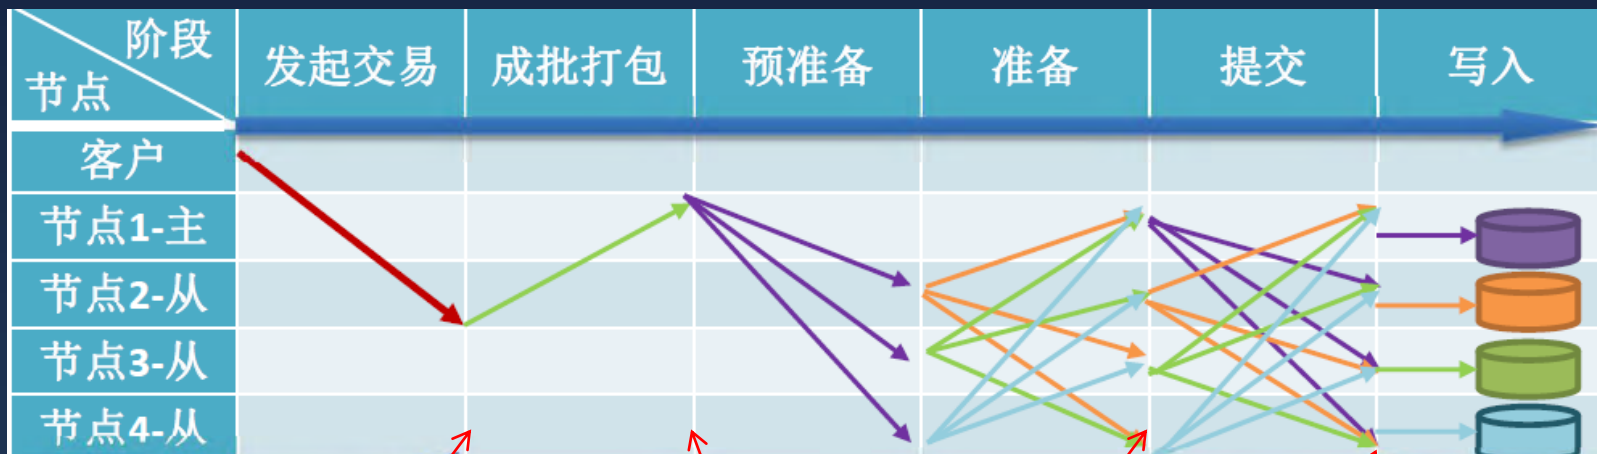 阶段
节点
发起交易 成批打包 预准备 准备 提交 写入
客户
节点1-主
节点2-从
节点3-从
节点4-从